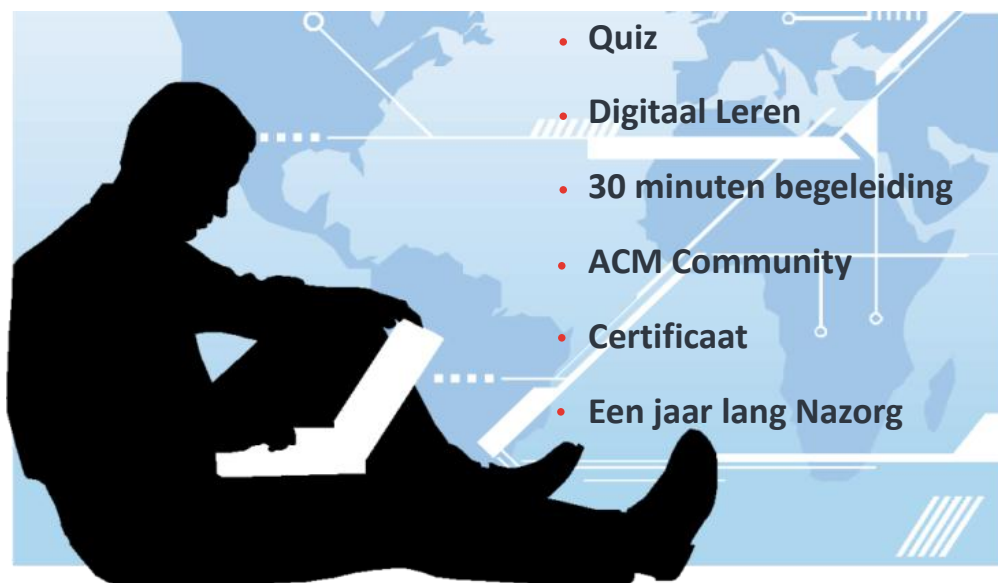 • Quiz
• Digitaal Leren
• 30 minuten begeleiding
• ACM Community
• Certificaat
• Een jaar lang Nazorg